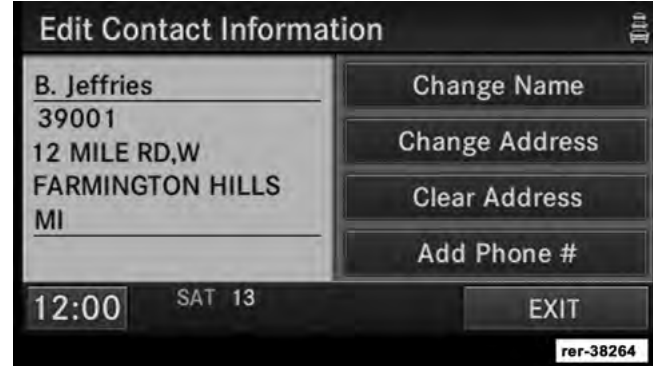 Edit Contact Information
B. Jeffries
39001
12 MILE RD,W
FARMINGTON HILLS
MI
Change Name
Change Address
Clear Address
Add Phone #
12:00
SAT 13
EXIT
rer-38264